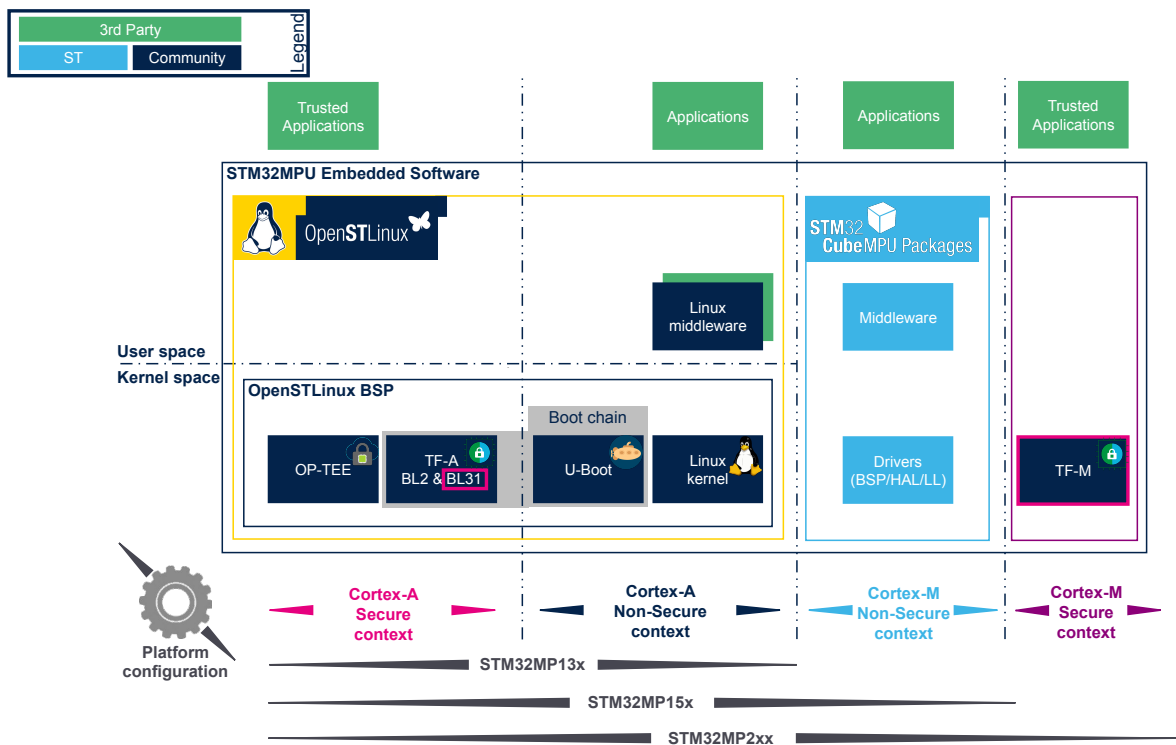 3rd Party
ST
Community
Legend
Trusted
Applications
Applications
Applications
Trusted
Applications
STM32MPU Embedded Software
OpenSTLinux
STM32
CubeMPU Packages
Linux
middleware
Middleware
User space
Kernel space
OpenSTLinux BSP
Boot chain
OP-TEE
TF-A
BL2 & BL31
U-Boot
Linux
kernel
Drivers
(BSP/HAL/LL)
TF-M
Platform
configuration
Cortex-A
Secure
context
Cortex-A
Non-Secure
context
Cortex-M
Non-Secure
context
Cortex-M
Secure
context
STM32MP13x
STM32MP15x
STM32MP2xx